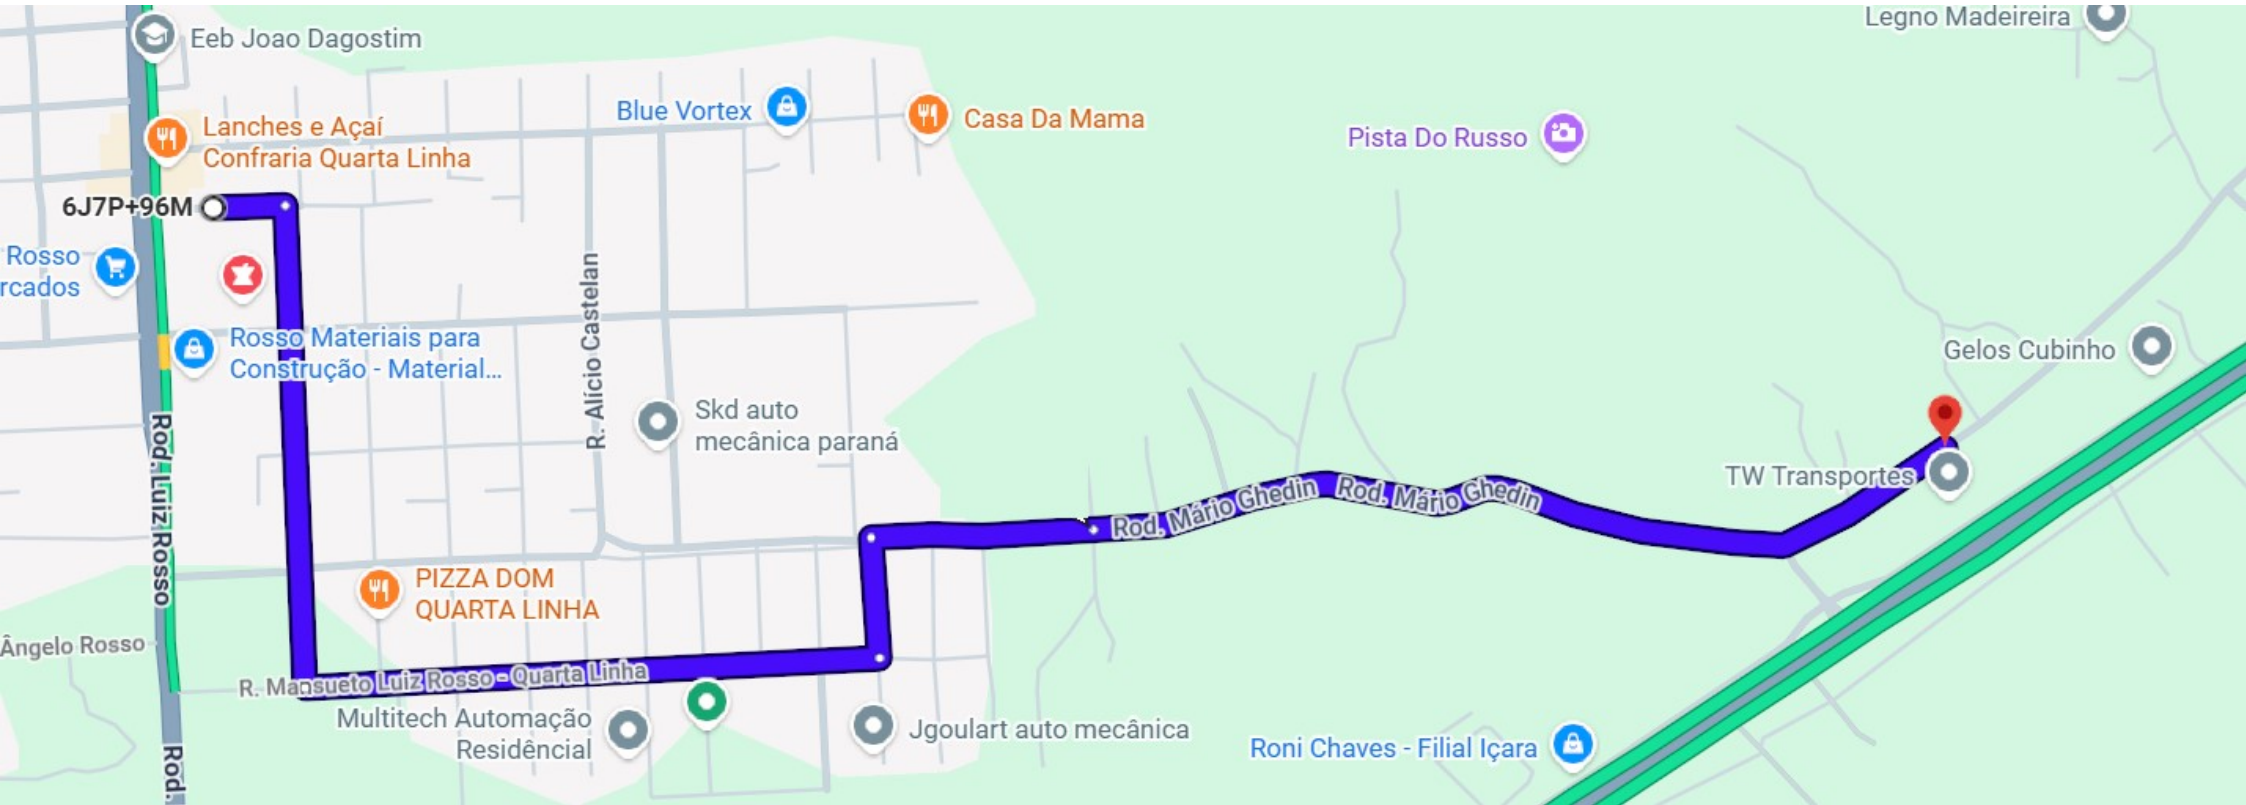 Legno Madeireira
Eeb Joao Dagostim
Blue Vortex
Casa Da Mama
Lanches e Açaí
Confraria Quarta Linha
Pista Do Russo
6J7P+96M
Rosso
rcados
R. Alício Castelan
Rosso Materiais para
Construção - Material...
Gelos Cubinho
Skd auto
mecânica paraná
Rod. Luiz Rosso
TW Transportes
Rod. Mário Ghedin
Rod. Mário Ghedin
PIZZA DOM
QUARTA LINHA
Ângelo Rosso
R. Mansueto Luiz Rosso - Quarta Linha
Multitech Automação
Residêncial
Jgoulart auto mecânica
Roni Chaves - Filial Içara
Rod.